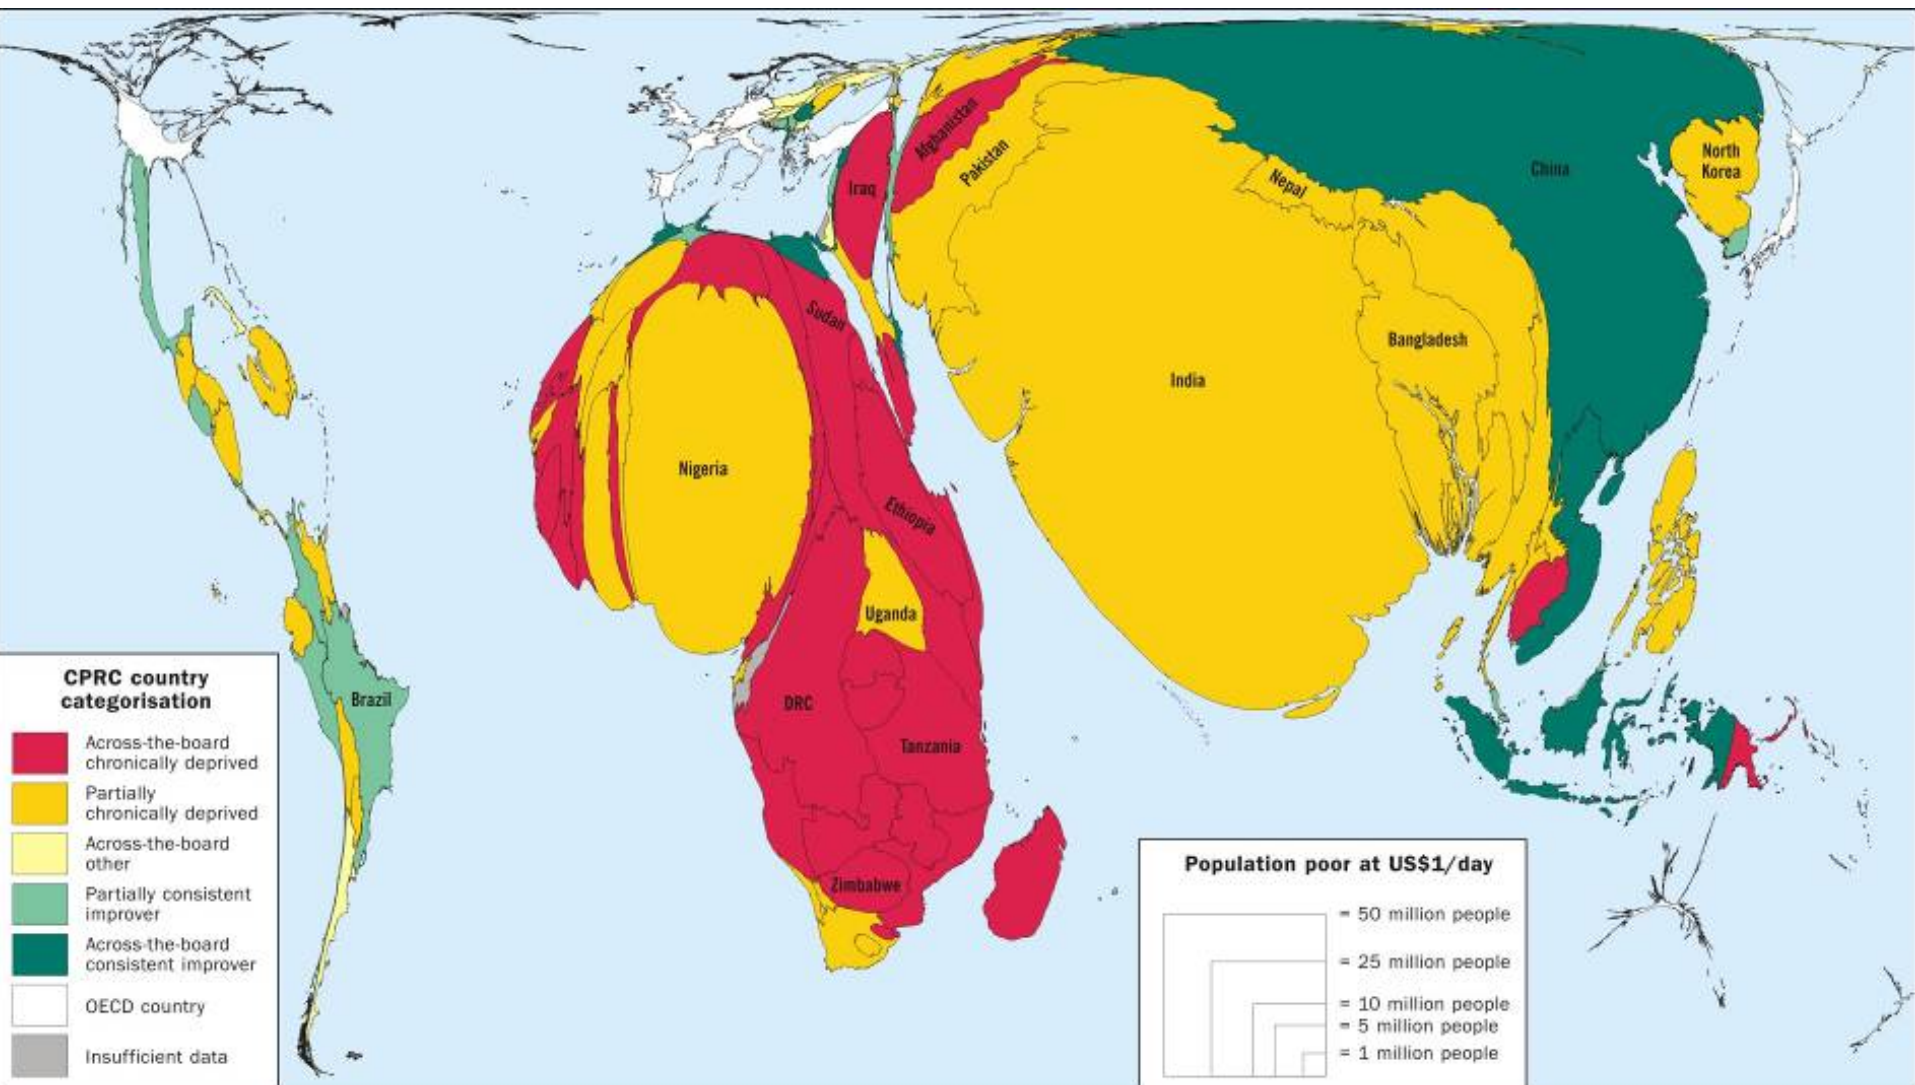 Afghanistan
Pakistan
Iraq
Nepal
China
North
Korea
Sudan
Bangladesh
India
Nigeria
Ethiopia
Uganda
Brazil
DRC
Tanzania
Zimbabwe
CPRC country
categorisation
Across-the-board
chronically deprived
Partially
chronically deprived
Across-the-board
other
Partially consistent
improver
Across-the-board
consistent improver
OECD country
Insufficient data
Population poor at US$1/day
= 50 million people
= 25 million people
= 10 million people
= 5 million people
= 1 million people